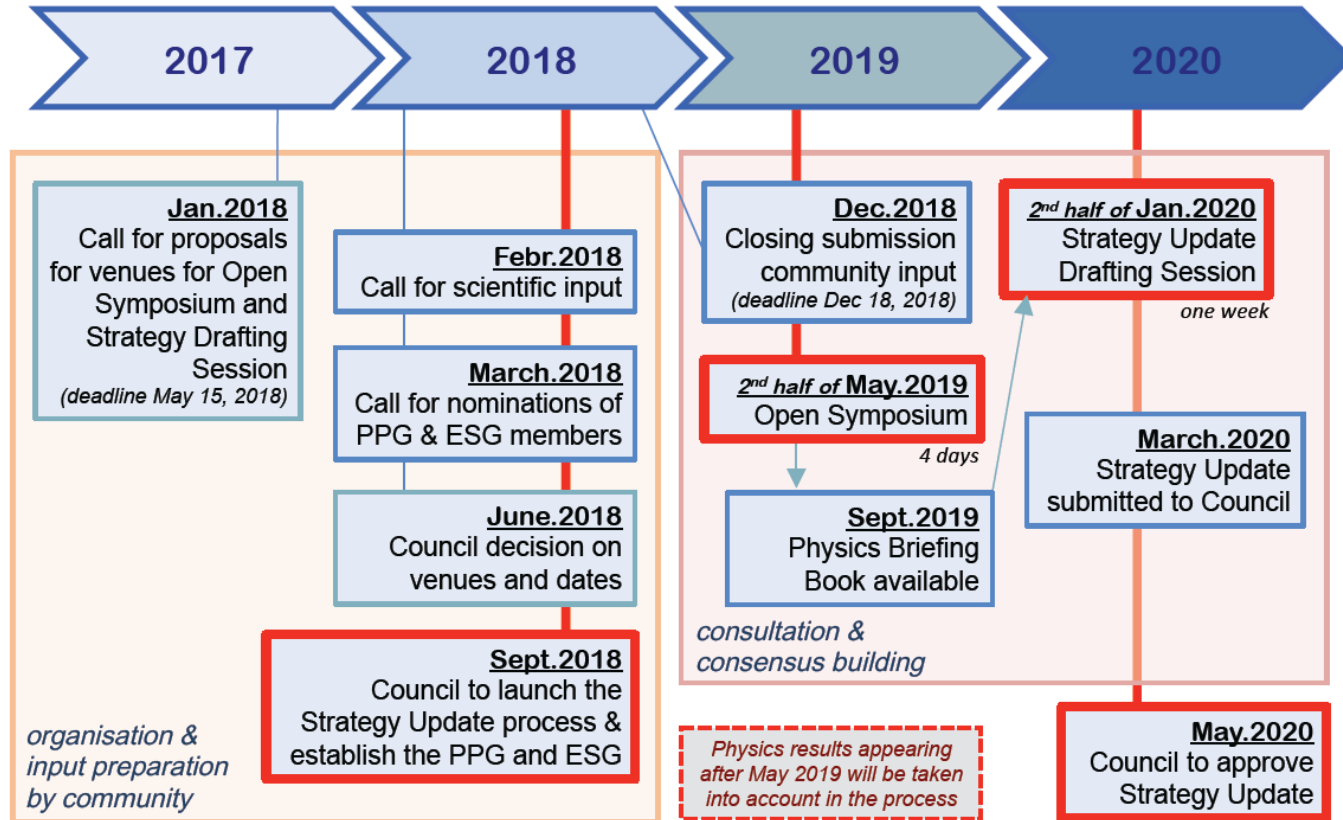 2017
2018
2019
2020
Jan.2018
Call for proposals
for venues for Open
Symposium and
Strategy Drafting
Session
(deadline May 15, 2018)
Febr.2018
Call for scientific input
March.2018
Call for nominations of
PPG & ESG members
June.2018
Council decision on
venues and dates
Sept.2018
Council to launch the
Strategy Update process &
establish the PPG and ESG
organisation &
input preparation
by community
Dec.2018
Closing submission
community input
(deadline Dec 18, 2018)
2nd half of May.2019
Open Symposium
4 days
Sept.2019
Physics Briefing
Book available
consultation &
consensus building
Physics results appearing
after May 2019 will be taken
into account in the process
2nd half of Jan.2020
Strategy Update
Drafting Session
one week
March.2020
Strategy Update
submitted to Council
May.2020
Council to approve
Strategy Update